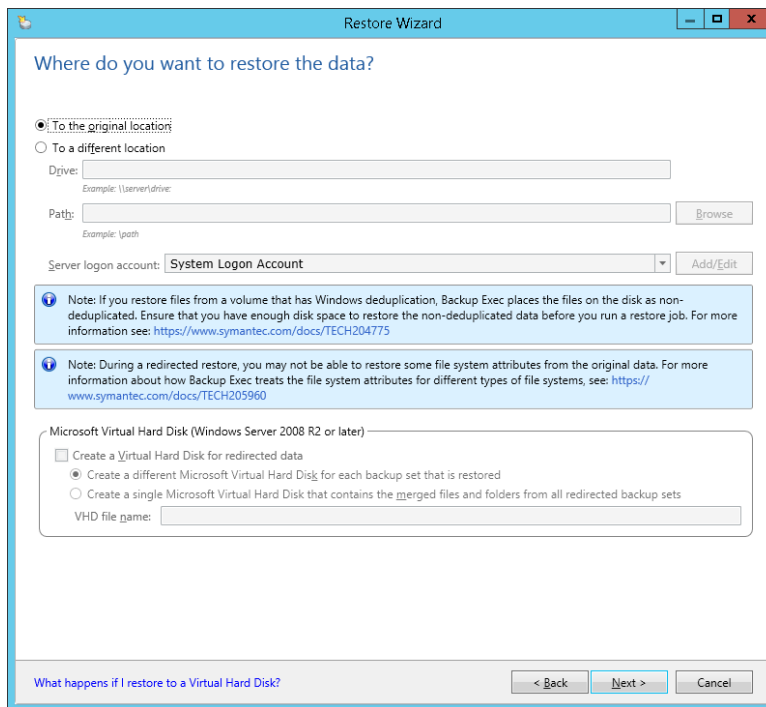 Restore Wizard
Where do you want to restore the data?
To the original location
To a different location
Drive:
Example: \\server\drive:
Path:
Browse
Example: \path
Server logon account: System Logon Account
Add/Edit
Note: If you restore files from a volume that has Windows deduplication, Backup Exec places the files on the disk as non-
deduplicated. Ensure that you have enough disk space to restore the non-deduplicated data before you run a restore job. For more
information see: https://www.symantec.com/docs/TECH204775
Note: During a redirected restore, you may not be able to restore some file system attributes from the original data. For more
information about how Backup Exec treats the file system attributes for different types of file systems, see: https://
www.symantec.com/docs/TECH205960
Microsoft Virtual Hard Disk (Windows Server 2008 R2 or later)
Create a Virtual Hard Disk for redirected data
Create a different Microsoft Virtual Hard Disk for each backup set that is restored
Create a single Microsoft Virtual Hard Disk that contains the merged files and folders from all redirected backup sets
VHD file name:
What happens if I restore to a Virtual Hard Disk?
< Back
Next >
Cancel